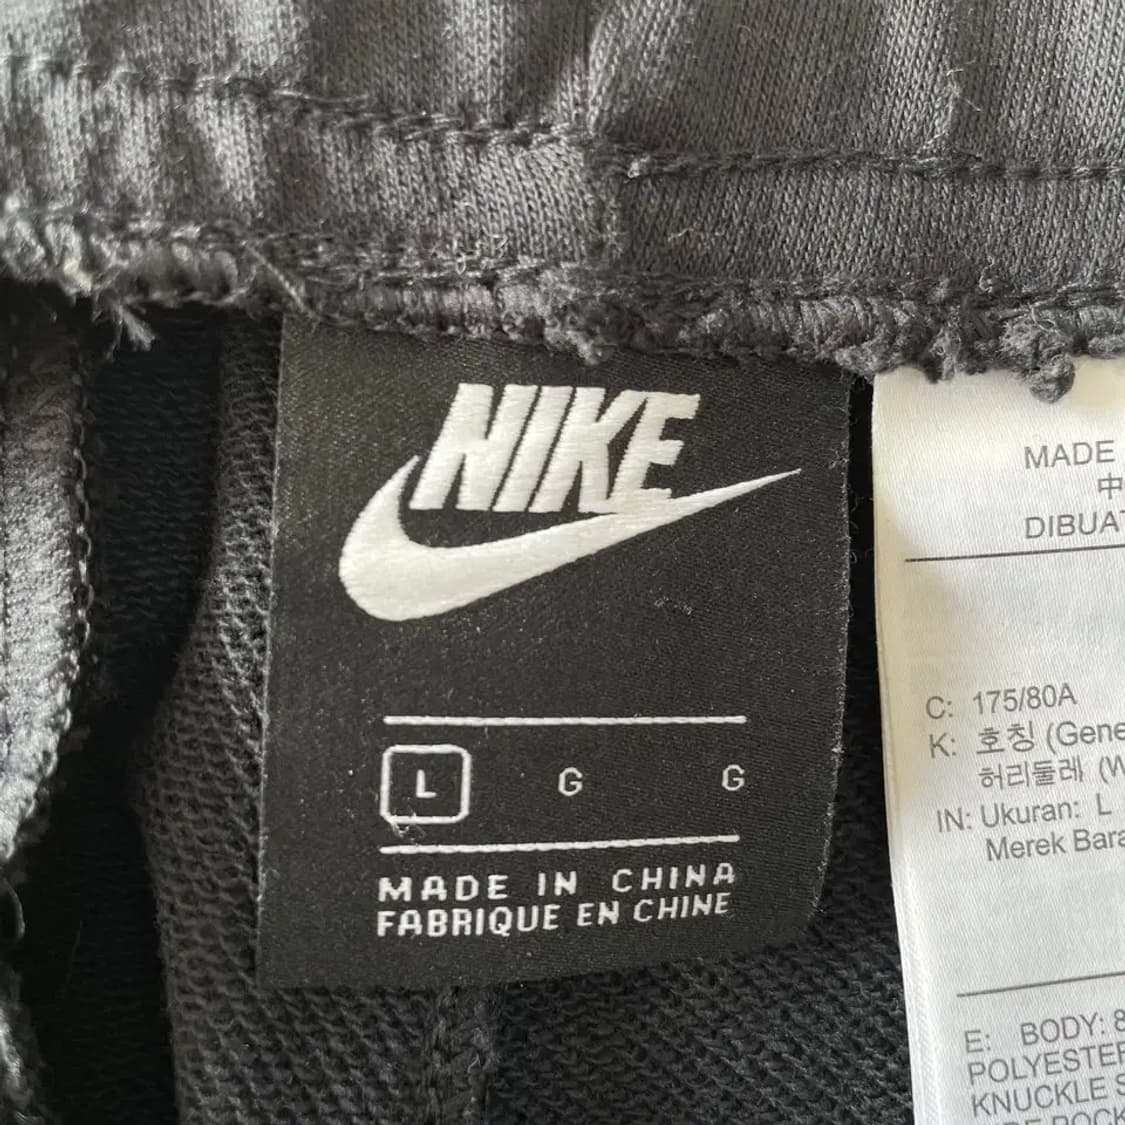 NIKE
L G G
MADE IN CHINA
FABRIQUE EN CHINE
MADE
中
DIBUAT
C: 175/80A
K: 호칭 (Gene
허리둘레 (W
IN: Ukuran: L
Merek Bara
E: BODY: 8
POLYESTER
KNUCKLE S